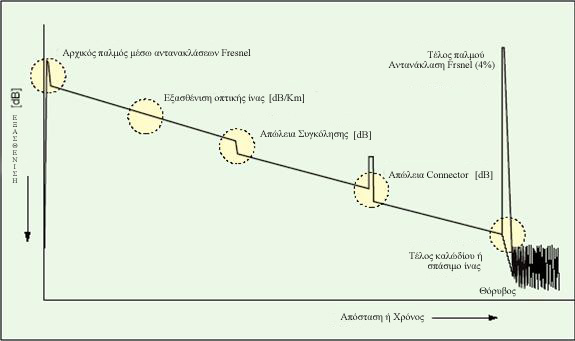 Αρχικός παλμός μέσω αντανακλάσεων Fresnel
Τέλος παλμού
Αντανάκλαση Frsnel (4%)
[dB]
ΕΞΑΣΘΕΝΙΣΗ
Εξασθένιση οπτικής ίνας [dB/Km]
Απώλεια Συγκόλησης [dB]
Απώλεια Connector [dB]
Τέλος καλωδίου ή
σπάσιμο ίνας
Θόρυβος
Απόσταση ή Χρόνος